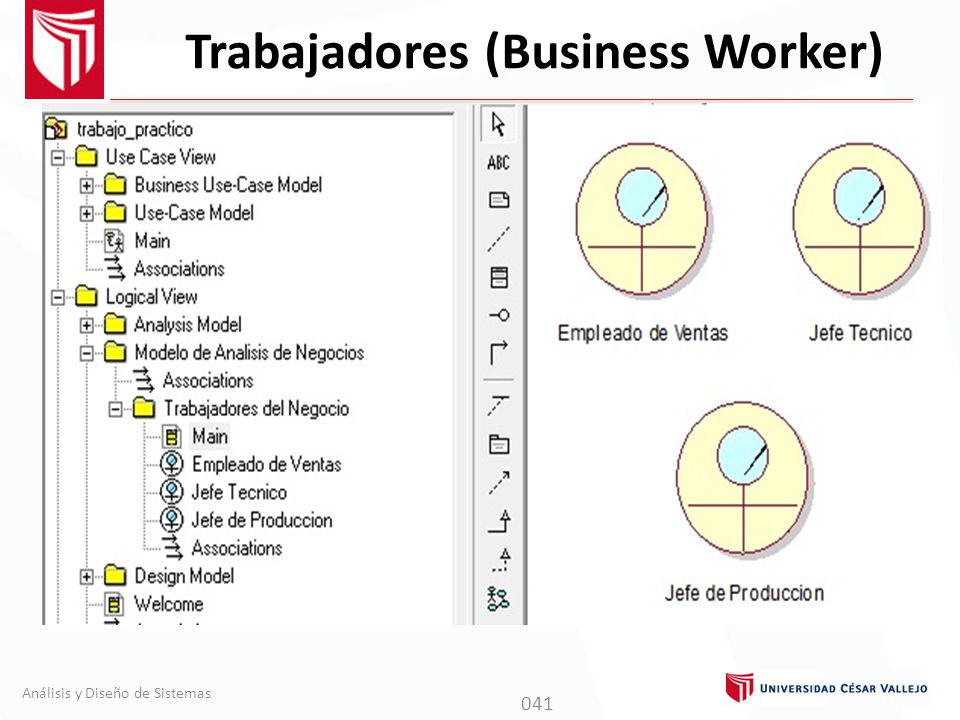 Trabajadores (Business Worker)
trabajo_practico
Use Case View
Business Use-Case Model
Use-Case Model
Main
Associations
Logical View
Analysis Model
Modelo de Analisis de Negocios
Associations
Trabajadores del Negocio
Main
Empleado de Ventas
Jefe Tecnico
Jefe de Produccion
Associations
Design Model
Welcome
ABC
Empleado de Ventas
Jefe Tecnico
Jefe de Produccion
Análisis y Diseño de Sistemas
041
UNIVERSIDAD CÉSAR VALLEJO